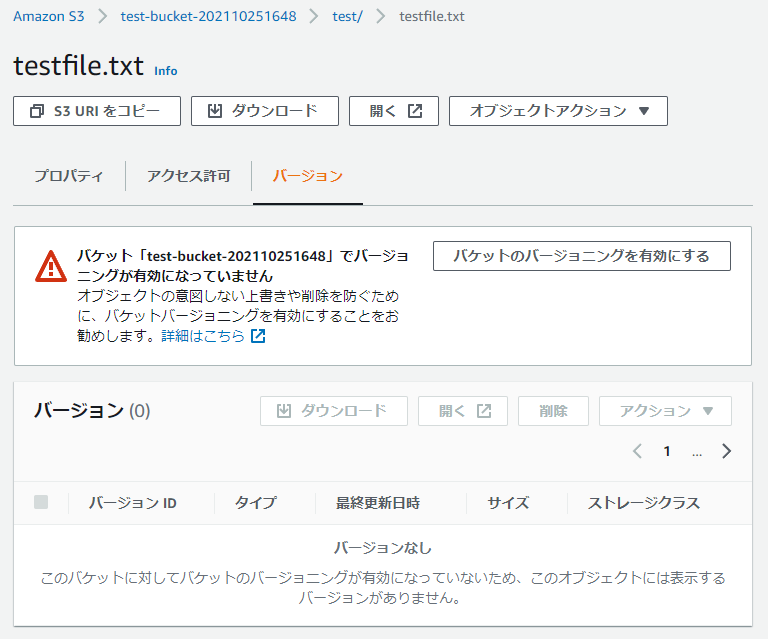 Amazon S3 > test-bucket-202110251648 > test/ > testfile.txt
testfile.txt Info
S3 URI をコピー ダウンロード 開く オブジェクトアクション ▼
プロパティ アクセス許可 バージョン
バケット「test-bucket-202110251648」でバージョ
ニングが有効になっていません
バケットのバージョニングを有効にする
オブジェクトの意図しない上書きや削除を防ぐため
に、バケットバージョニングを有効にすることをお
勧めします。詳細はこちら
バージョン (0) ダウンロード 開く 削除 アクション ▼
< 1 ... >
バージョン ID タイプ 最終更新日時 サイズ ストレージクラス
バージョンなし
このバケットに対してバケットのバージョニングが有効になっていないため、このオブジェクトには表示する
バージョンがありません。